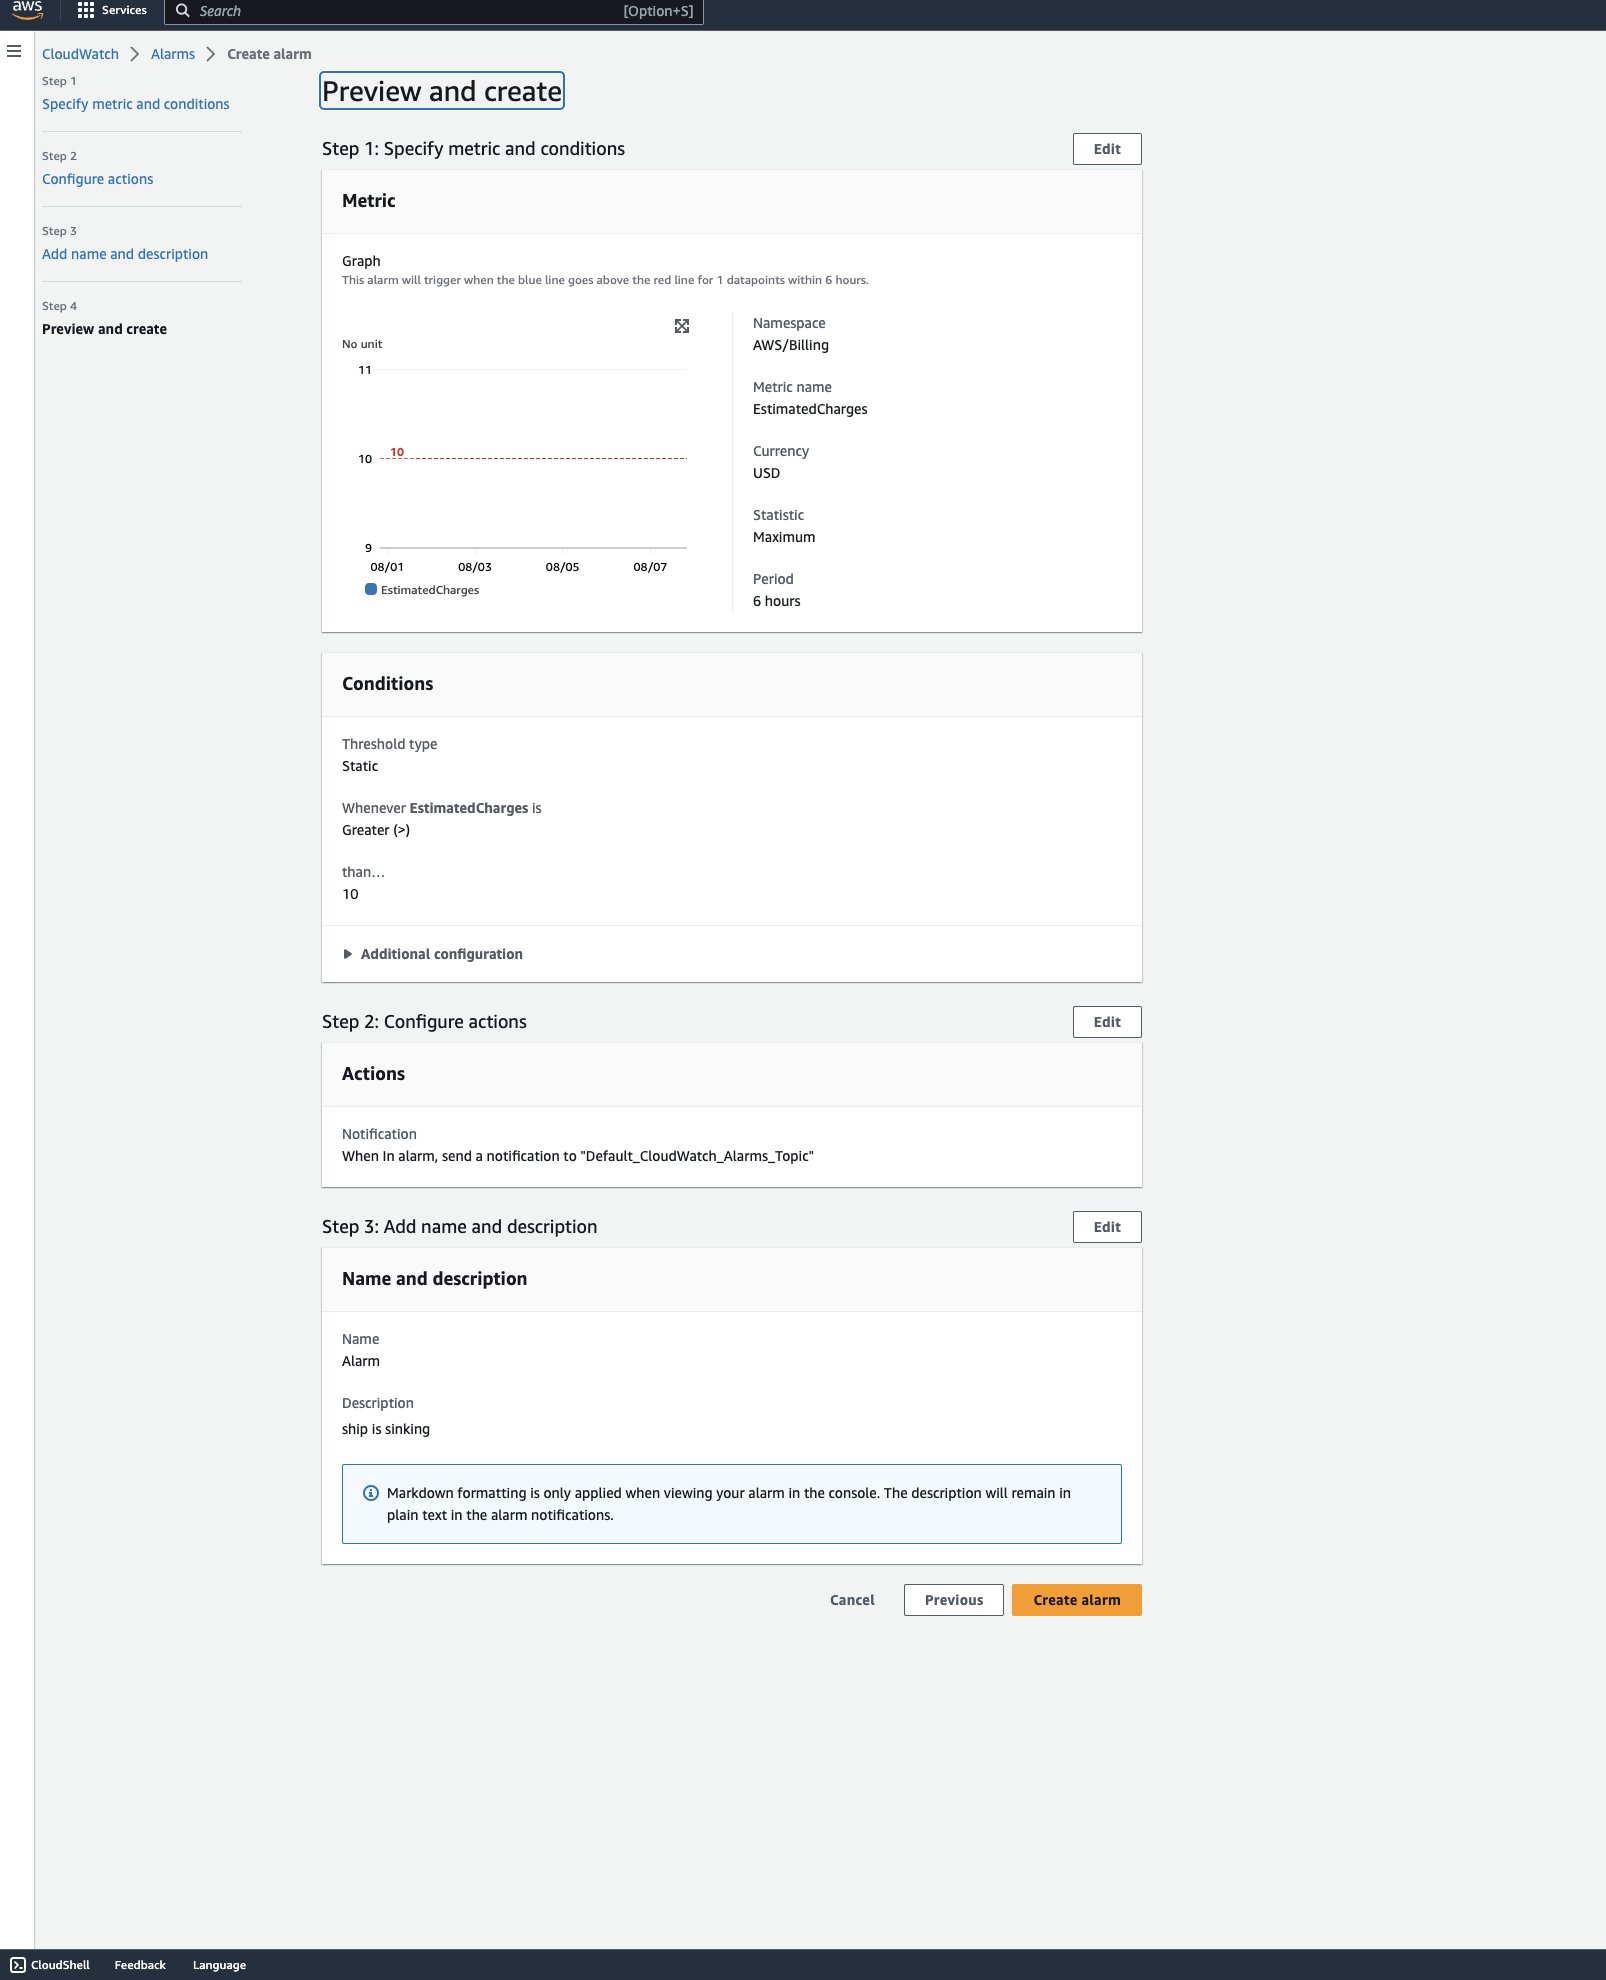 aws
Services
Search
[Option+S]
CloudWatch
Alarms
Create alarm
Step 1
Specify metric and conditions
Step 2
Configure actions
Step 3
Add name and description
Step 4
Preview and create
Preview and create
Step 1: Specify metric and conditions
Edit
Metric
Graph
This alarm will trigger when the blue line goes above the red line for 1 datapoints within 6 hours.
No unit
11
10
10
9
08/01
08/03
08/05
08/07
EstimatedCharges
Namespace
AWS/Billing
Metric name
EstimatedCharges
Currency
USD
Statistic
Maximum
Period
6 hours
Conditions
Threshold type
Static
Whenever EstimatedCharges is
Greater (>)
than...
10
Additional configuration
Step 2: Configure actions
Edit
Actions
Notification
When In alarm, send a notification to "Default_CloudWatch_Alarms_Topic"
Step 3: Add name and description
Edit
Name and description
Name
Alarm
Description
ship is sinking
Markdown formatting is only applied when viewing your alarm in the console. The description will remain in
plain text in the alarm notifications.
Cancel
Previous
Create alarm
CloudShell
Feedback
Language